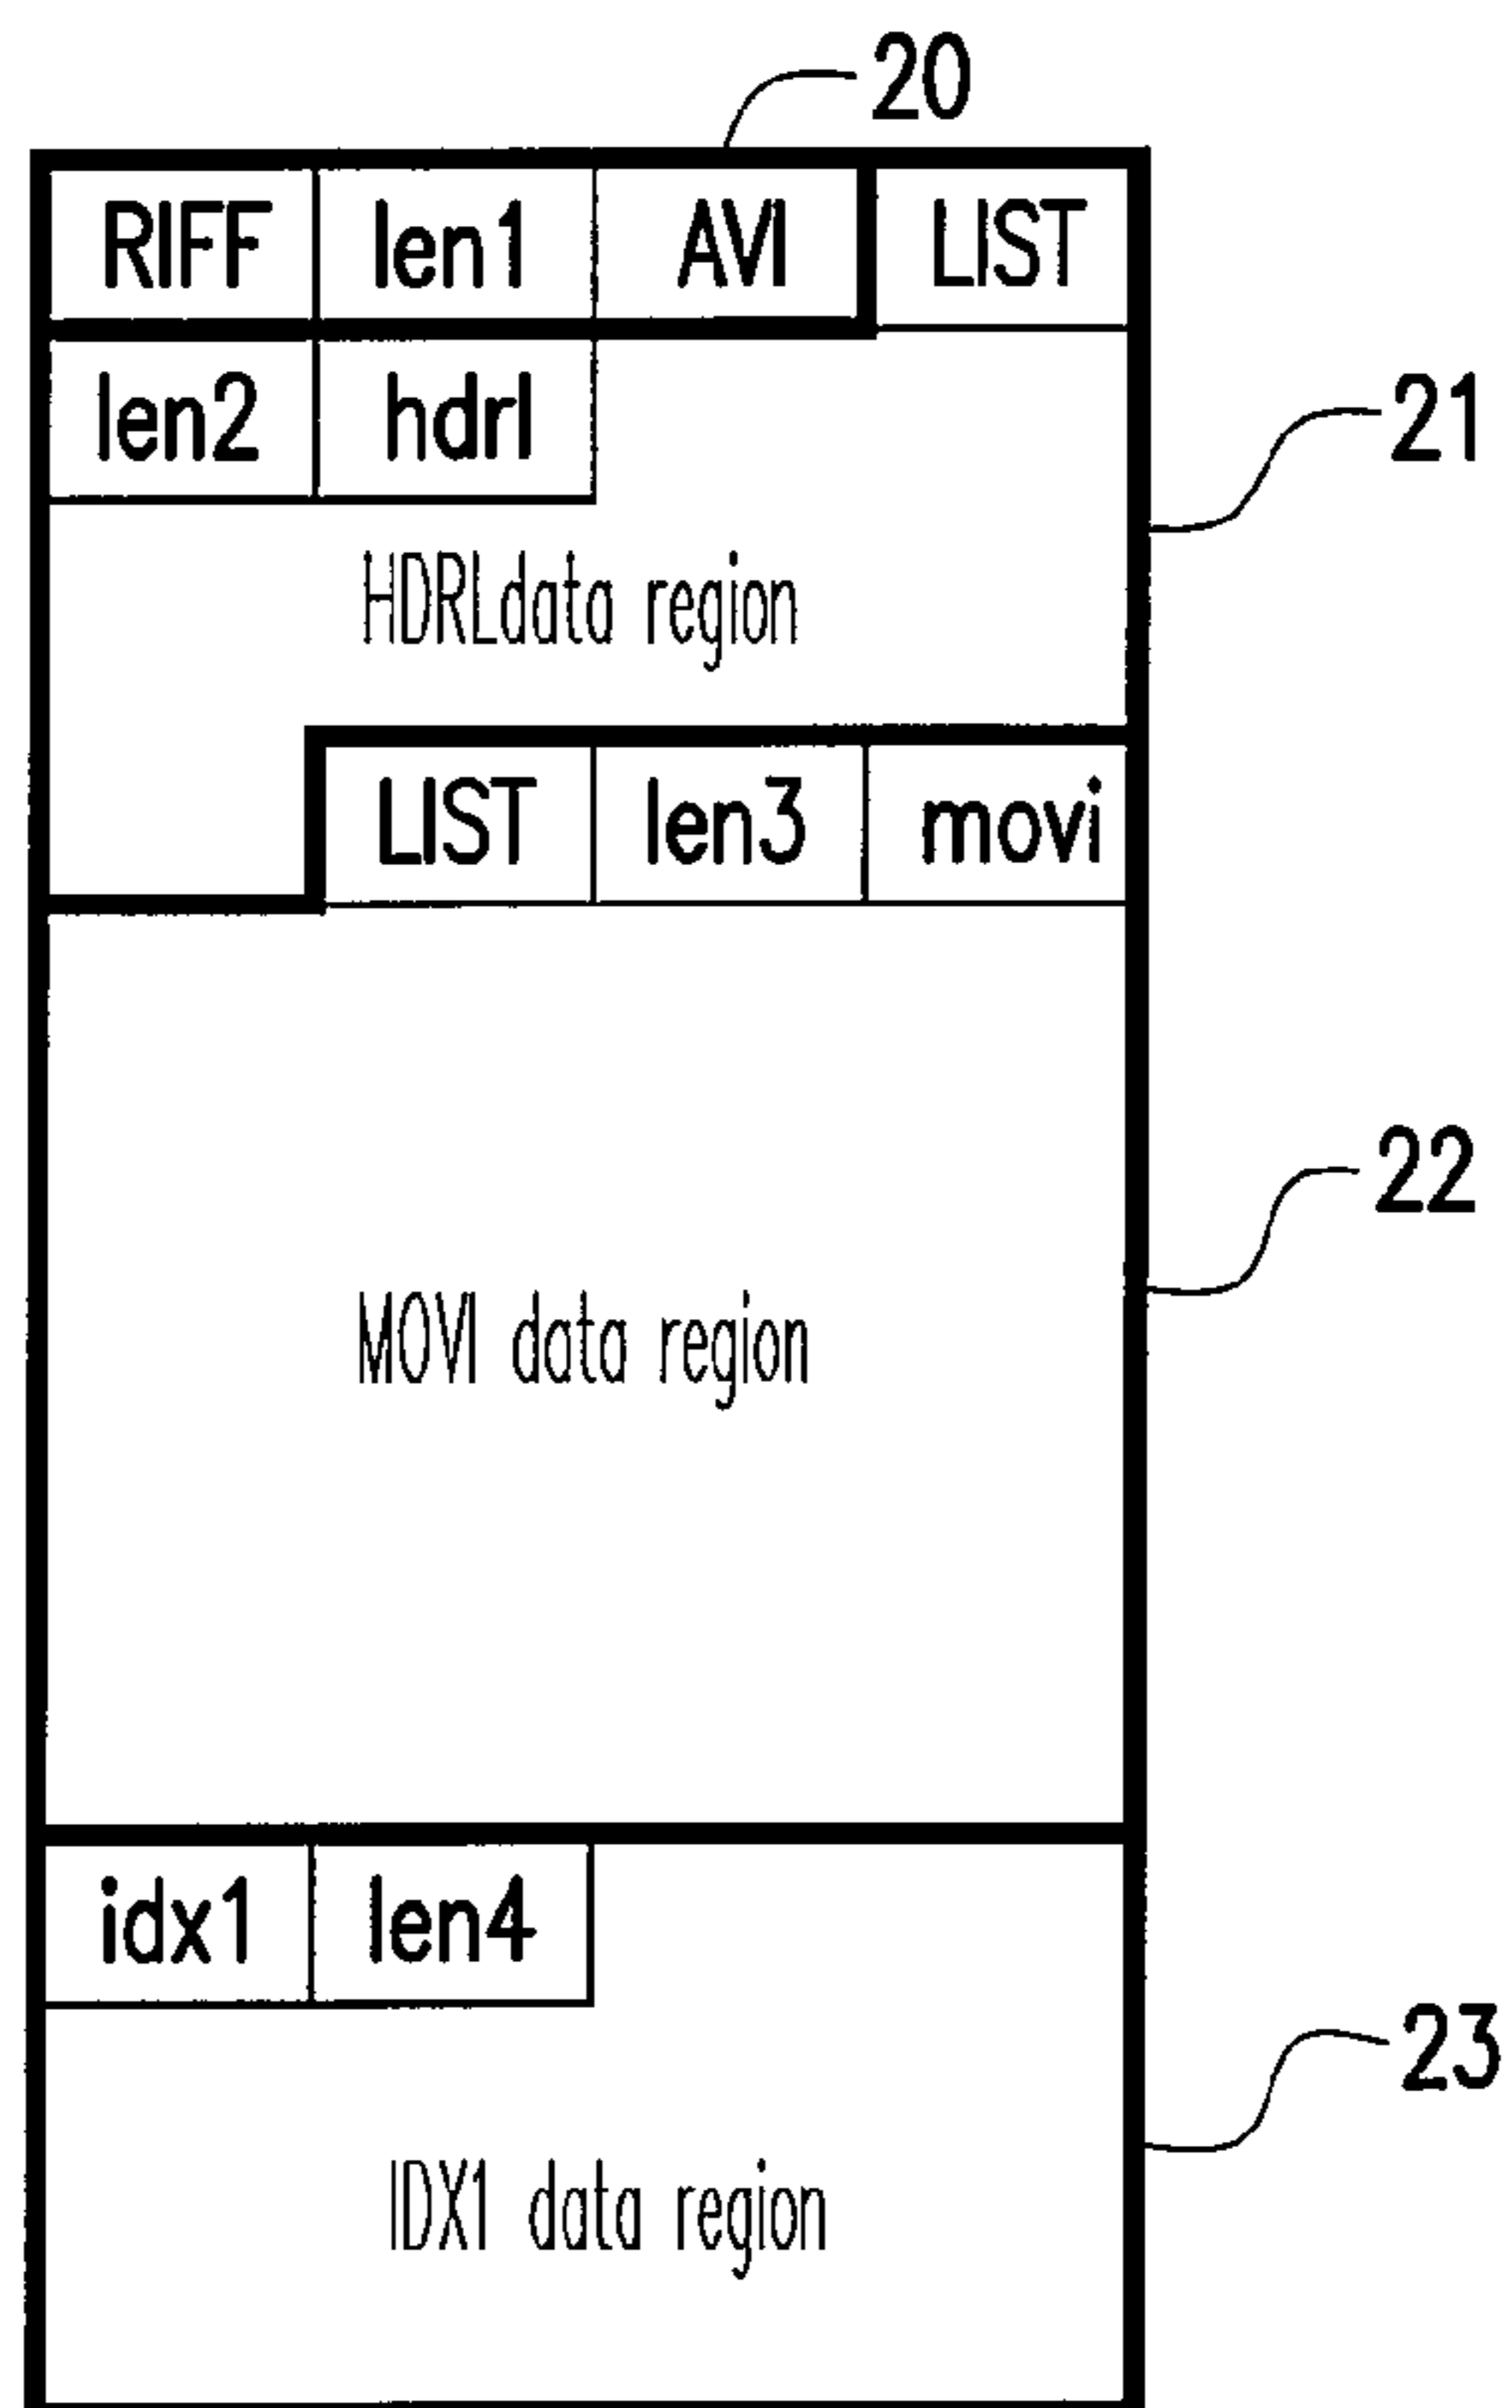 20
RIFF len1 AVI LIST
len2 hdrl
21
HDRLdata region
LIST len3 movi
22
MOVI data region
idx1 len4
23
IDX1 data region